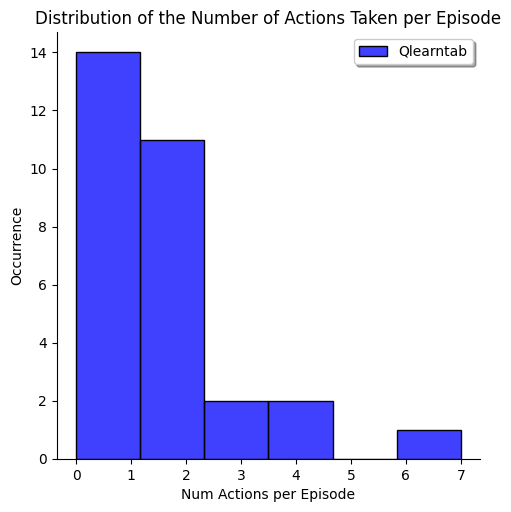 Distribution of the Number of Actions Taken per Episode
Qlearntab
14
12
10
8
6
4
2
0
Occurrence
0 1 2 3 4 5 6 7
Num Actions per Episode